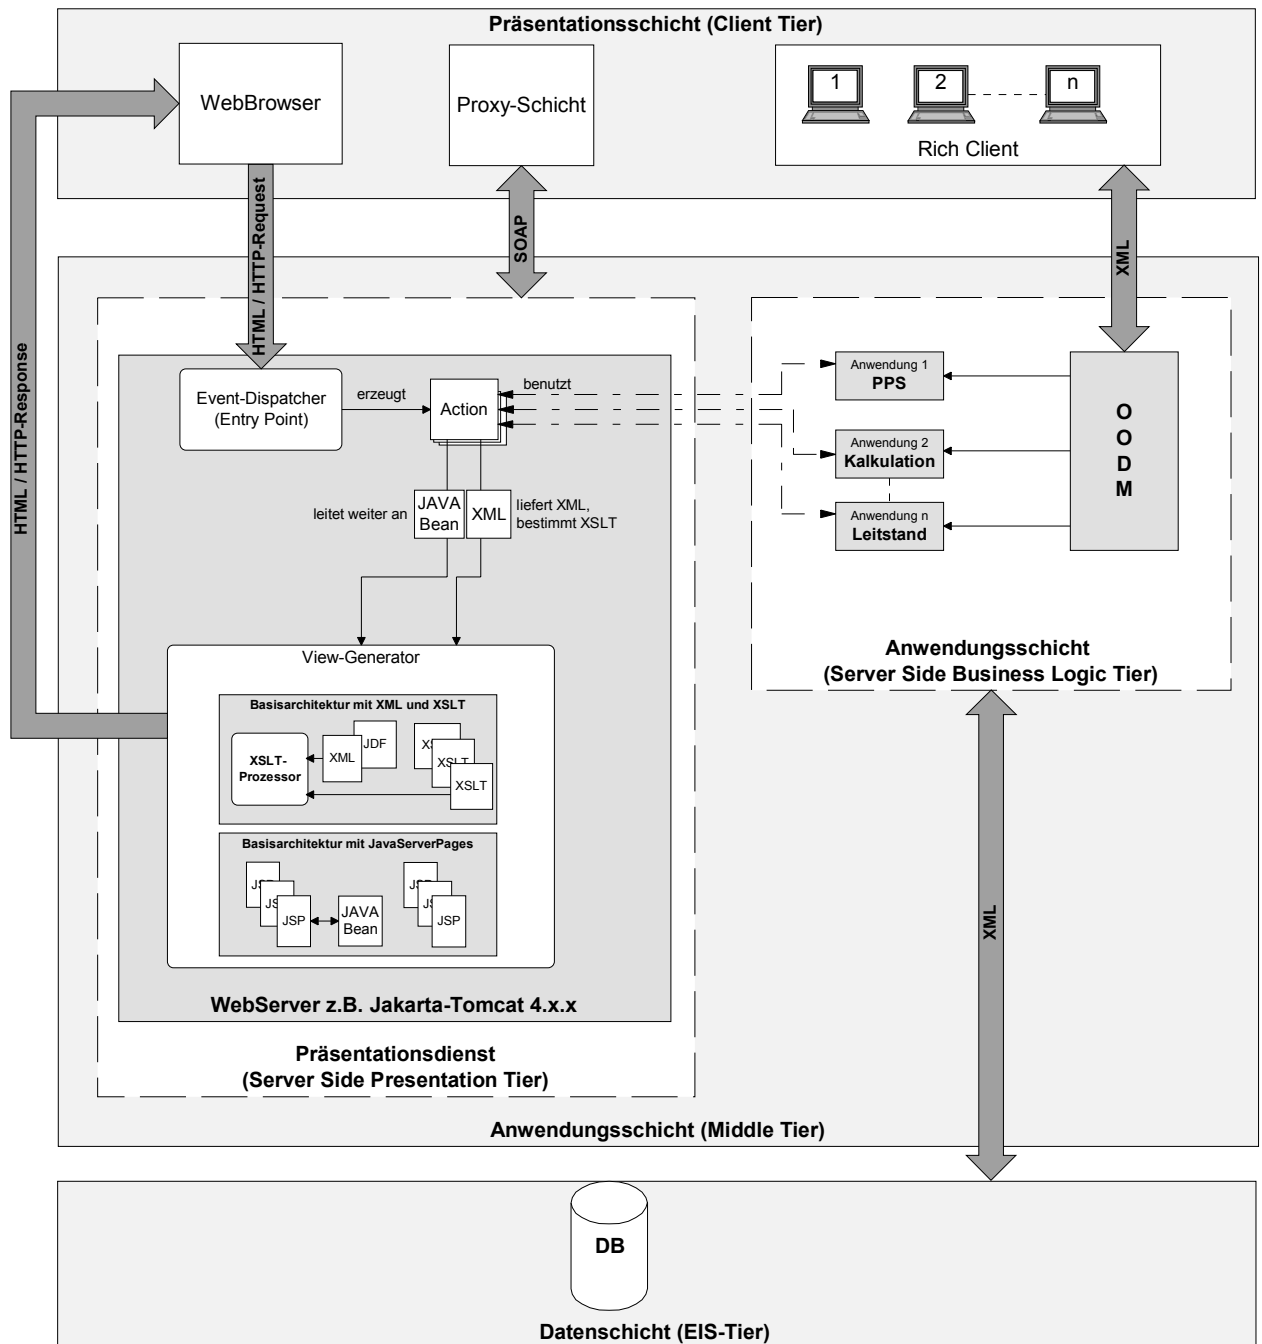 Präsentationsschicht (Client Tier)
WebBrowser
Proxy-Schicht
1
2
n
Rich Client
HTML / HTTP-Request
SOAP
XML
HTML / HTTP-Response
Event-Dispatcher
(Entry Point)
erzeugt
Action
benutzt
Anwendung 1
PPS
Anwendung 2
Kalkulation
Anwendung n
Leitstand
O
O
D
M
leitet weiter an
JAVA
Bean
XML
liefert XML,
bestimmt XSLT
Anwendungsschicht
(Server Side Business Logic Tier)
View-Generator
Basisarchitektur mit XML und XSLT
XSLT-
Prozessor
XML
JDF
XSLT
XSLT
Basisarchitektur mit JavaServerPages
JSP
JAVA
Bean
JSP
XML
WebServer z.B. Jakarta-Tomcat 4.x.x
Präsentationsdienst
(Server Side Presentation Tier)
Anwendungsschicht (Middle Tier)
DB
Datenschicht (EIS-Tier)